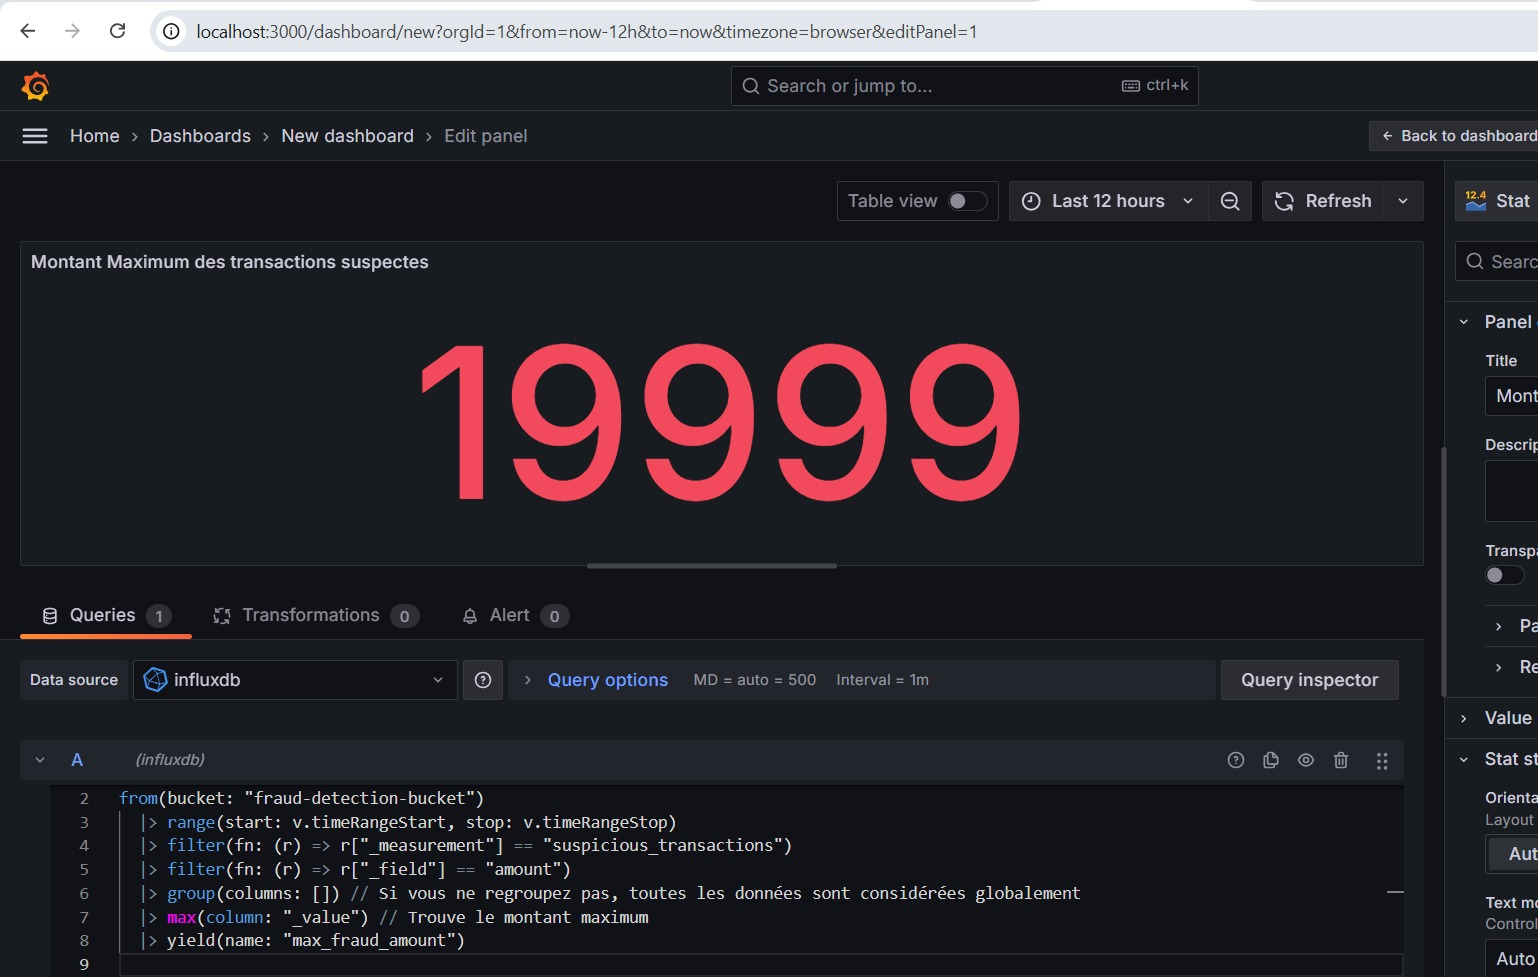 localhost:3000/dashboard/new?orgId=1&from=now-12h&to=now&timezone=browser&editPanel=1
Search or jump to... ctrl+k
Home › Dashboards › New dashboard › Edit panel
← Back to dashboard
Table view
Last 12 hours
Refresh
12.4 Stat
Montant Maximum des transactions suspectes
19999
Searc
Panel
Title
Mont
Descrip
Transpa
Pa
Re
Queries 1
Transformations 0
Alert 0
Data source
influxdb
Query options MD = auto = 500 Interval = 1m
Query inspector
Value
A (influxdb)
Stat st
Orienta
Layout
Aut
Text mo
Control
Auto
2 from(bucket: "fraud-detection-bucket")
3 |> range(start: v.timeRangeStart, stop: v.timeRangeStop)
4 |> filter(fn: (r) => r["_measurement"] == "suspicious_transactions")
5 |> filter(fn: (r) => r["_field"] == "amount")
6 |> group(columns: []) // Si vous ne regroupez pas, toutes les données sont considérées globalement
7 |> max(column: "_value") // Trouve le montant maximum
8 |> yield(name: "max_fraud_amount")
9